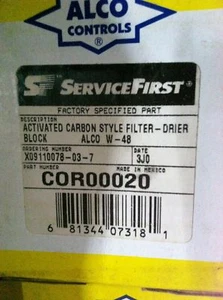 ALCO
CONTROLS
SERVICEFIRST
FACTORY SPECIFIED PART
DESCRIPTION
ACTIVATED CARBON STYLE FILTER-DRIER
BLOCK ALCO W-48
ORDERING NUMBER DATE
X09110078-03-7 3J0
PART NUMBER MADE IN MEXICO
COR00020
6 81344 07318 1